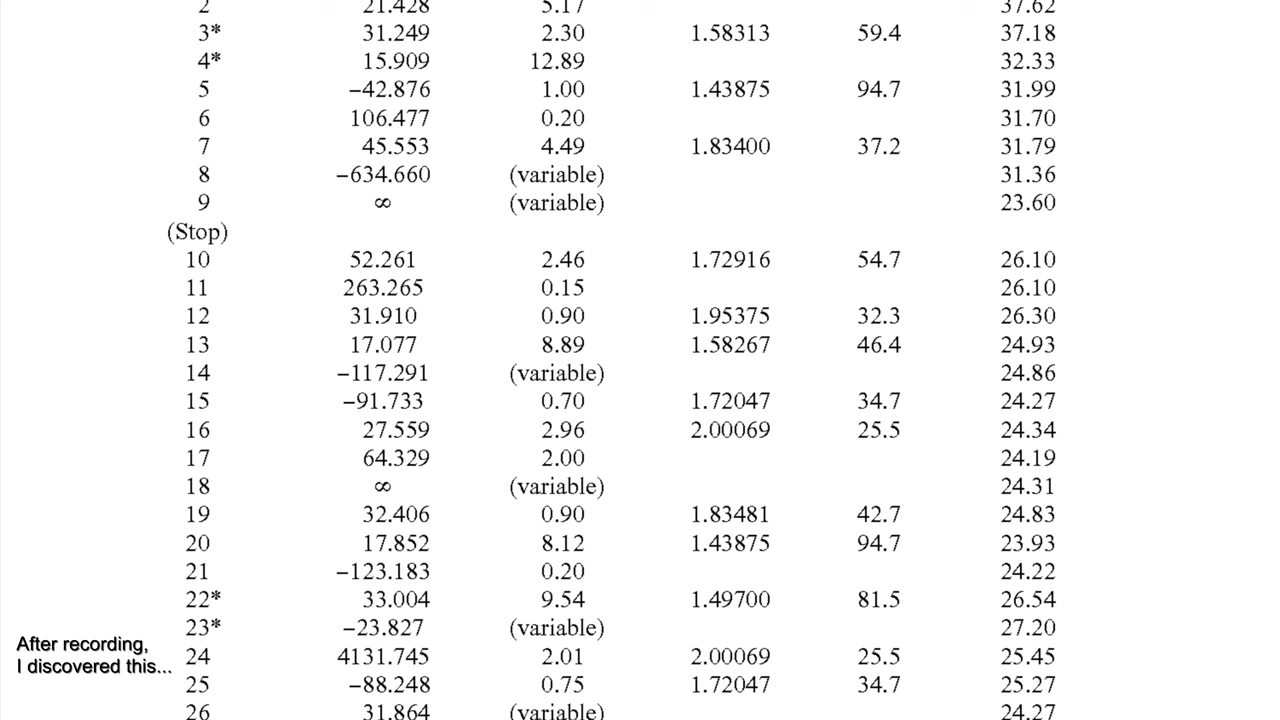 2 21.428 5.17 37.62
3* 31.249 2.30 1.58313 59.4 37.18
4* 15.909 12.89 32.33
5 −42.876 1.00 1.43875 94.7 31.99
6 106.477 0.20 31.70
7 45.553 4.49 1.83400 37.2 31.79
8 −634.660 (variable) 31.36
9 ∞ (variable) 23.60
(Stop)
10 52.261 2.46 1.72916 54.7 26.10
11 263.265 0.15 26.10
12 31.910 0.90 1.95375 32.3 26.30
13 17.077 8.89 1.58267 46.4 24.93
14 −117.291 (variable) 24.86
15 −91.733 0.70 1.72047 34.7 24.27
16 27.559 2.96 2.00069 25.5 24.34
17 64.329 2.00 24.19
18 ∞ (variable) 24.31
19 32.406 0.90 1.83481 42.7 24.83
20 17.852 8.12 1.43875 94.7 23.93
21 −123.183 0.20 24.22
22* 33.004 9.54 1.49700 81.5 26.54
23* −23.827 (variable) 27.20
After recording,
I discovered this...
24 4131.745 2.01 2.00069 25.5 25.45
25 −88.248 0.75 1.72047 34.7 25.27
26 31.864 (variable) 24.27